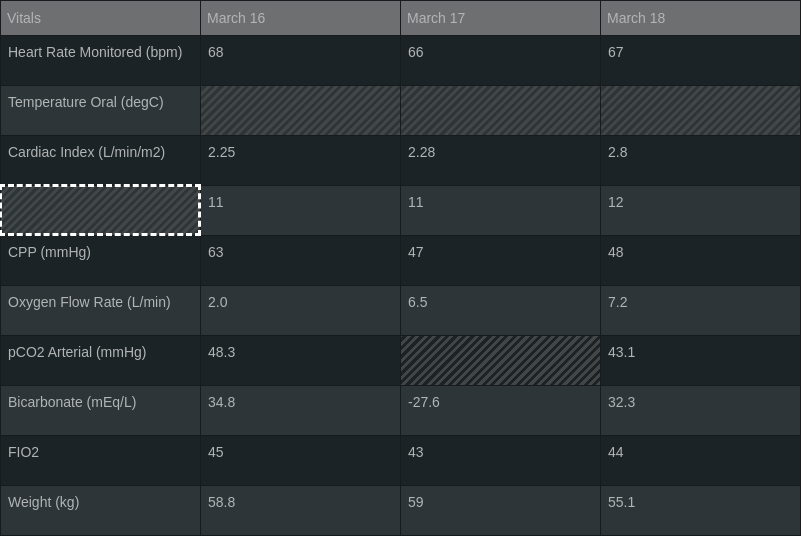 Vitals March 16 March 17 March 18
Heart Rate Monitored (bpm) 68 66 67
Temperature Oral (degC)
Cardiac Index (L/min/m2) 2.25 2.28 2.8
11 11 12
CPP (mmHg) 63 47 48
Oxygen Flow Rate (L/min) 2.0 6.5 7.2
pCO2 Arterial (mmHg) 48.3 43.1
Bicarbonate (mEq/L) 34.8 -27.6 32.3
FIO2 45 43 44
Weight (kg) 58.8 59 55.1